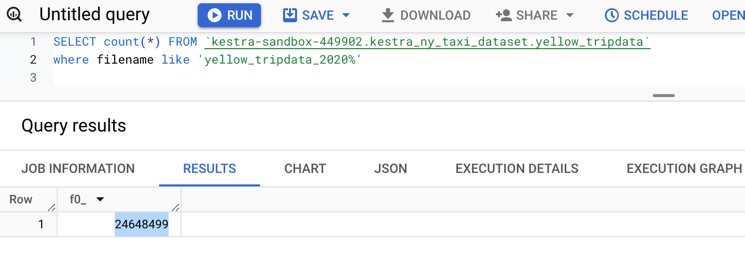 Untitled query RUN SAVE DOWNLOAD SHARE SCHEDULE OPEN
1 SELECT count(*) FROM `kestra-sandbox-449902.kestra_ny_taxi_dataset.yellow_tripdata`
2 where filename like 'yellow_tripdata_2020%'
3
Query results
JOB INFORMATION RESULTS CHART JSON EXECUTION DETAILS EXECUTION GRAPH
Row f0_
1 24648499